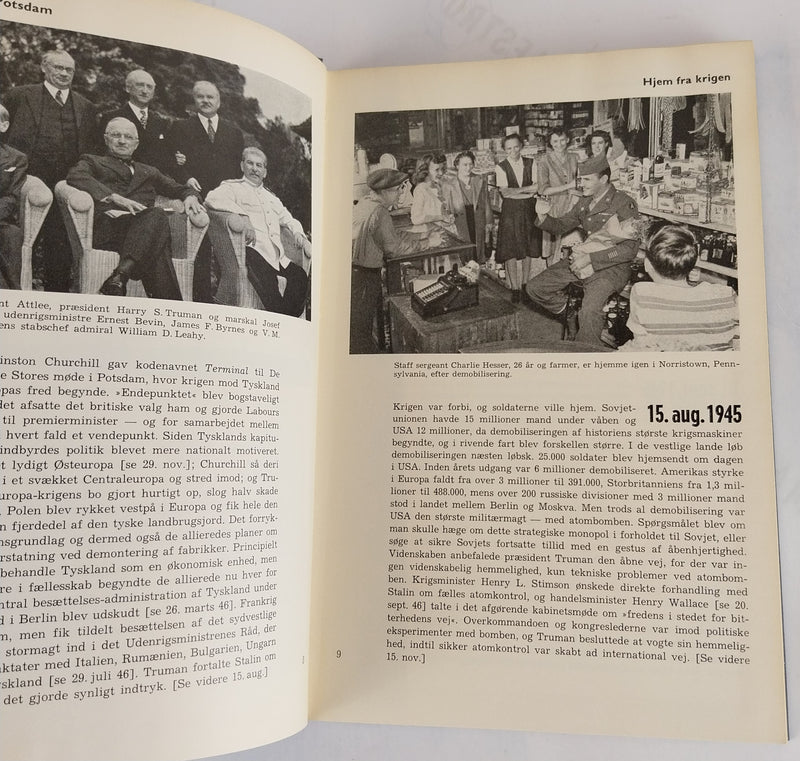 Potsdam
nt Attlee, præsident Harry S. Truman og marskal Josef
udenrigsministre Ernest Bevin, James F. Byrnes og V. M.
ens stabschef admiral William D. Leahy.
inston Churchill gav kodenavnet Terminal til De
e Stores møde i Potsdam, hvor krigen mod Tyskland
pas fred begynde. »Endepunktet« blev bogstaveligt
det afsatte det britiske valg ham og gjorde Labours
til premierminister — og for samarbejdet mellem
hvert fald et vendepunkt. Siden Tysklands kapitu-
indbyrdes politik blevet mere nationalt motiveret.
et lydigt Østeuropa [se 29. nov.]; Churchill så deri
i et svækket Centraleuropa og stred imod; og Tru-
europa-krigens bo gjort hurtigt op, slog halv skade
. Polen blev rykket vestpå i Europa og fik hele den
n fjerdedel af den tyske landbrugsjord. Det forryk-
nsgrundlag og dermed også de allieredes planer om
erstatning ved demontering af fabrikker. Principielt
behandle Tyskland som en økonomisk enhed, men
re i fællesskab begyndte de allierede nu hver for
ntral besættelses-administration af Tyskland under
d i Berlin blev udskudt [se 26. marts 46]. Frankrig
m, men fik tildelt besættelsen af det sydvestlige
stormagt ind i det Udenrigsministrenes Råd, der
aktater med Italien, Rumænien, Bulgarien, Ungarn
yskland [se 29. juli 46]. Truman fortalte Stalin om
det gjorde synligt indtryk. [Se videre 15. aug.]
Hjem fra krigen
Staff sergeant Charlie Hesser, 26 år og farmer, er hjemme igen i Norristown, Penn-
sylvania, efter demobilisering.
15. aug. 1945
Krigen var forbi, og soldaterne ville hjem. Sovjet-
unionen havde 15 millioner mand under våben og
USA 12 millioner, da demobiliseringen af historiens største krigsmaskiner
begyndte, og i rivende fart blev forskellen større. I de vestlige lande løb
demobiliseringen næsten løbsk. 25.000 soldater blev hjemsendt om dagen
i USA. Inden årets udgang var 6 millioner demobiliseret. Amerikas styrke
i Europa faldt fra over 3 millioner til 391.000, Storbritanniens fra 1,3 mil-
lioner til 488.000, mens over 200 russiske divisioner med 3 millioner mand
stod i landet mellem Berlin og Moskva. Men trods al demobilisering var
USA den største militærmagt — med atombomben. Spørgsmålet blev om
man skulle hæge om dette strategiske monopol i forholdet til Sovjet, eller
søge at sikre Sovjets fortsatte tillid med en gestus af åbenhjertighed.
Videnskaben anbefalede præsident Truman den åbne vej, for der var in-
gen videnskabelig hemmelighed, kun tekniske problemer ved atombom-
ben. Krigsminister Henry L. Stimson ønskede direkte forhandling med
Stalin om fælles atomkontrol, og handelsminister Henry Wallace [se 20.
sept. 46] talte i det afgørende kabinetsmøde om »fredens i stedet for bit-
terhedens vej«. Overkommandoen og kongreslederne var imod politiske
eksperimenter med bomben, og Truman besluttede at vogte sin hemmelig-
hed, indtil sikker atomkontrol var skabt ad international vej. [Se videre
15. nov.]
9